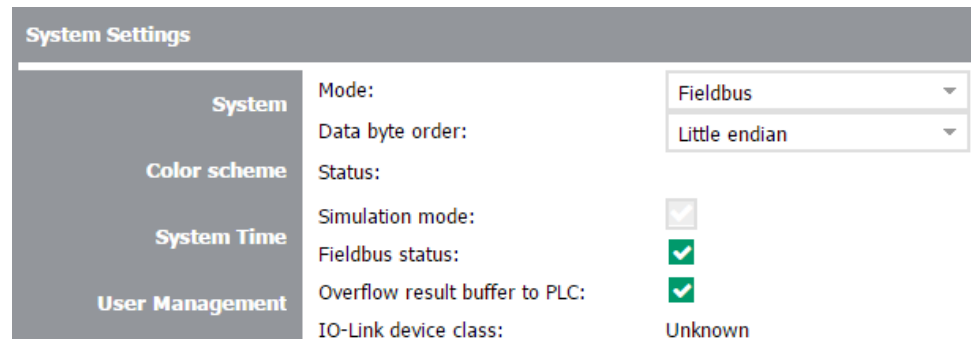 System Settings
System
Color scheme
System Time
User Management
Mode: Fieldbus
Data byte order: Little endian
Status:
Simulation mode:
Fieldbus status:
Overflow result buffer to PLC:
IO-Link device class: Unknown